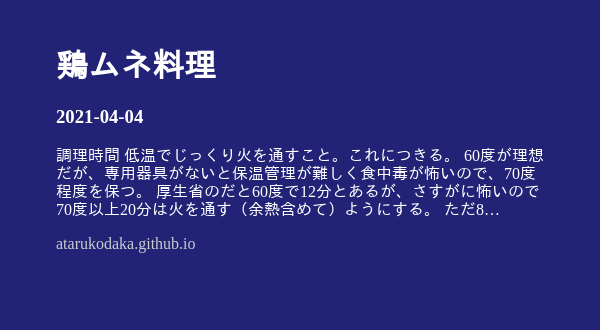 鶏ムネ料理
2021-04-04
調理時間 低温でじっくり火を通すこと。これにつきる。 60度が理想
だが、専用器具がないと保温管理が難しく食中毒が怖いので、70度
程度を保つ。 厚生省のだと60度で12分とあるが、さすがに怖いので
70度以上20分は火を通す（余熱含めて）ようにする。 ただ8…
atarukodaka.github.io